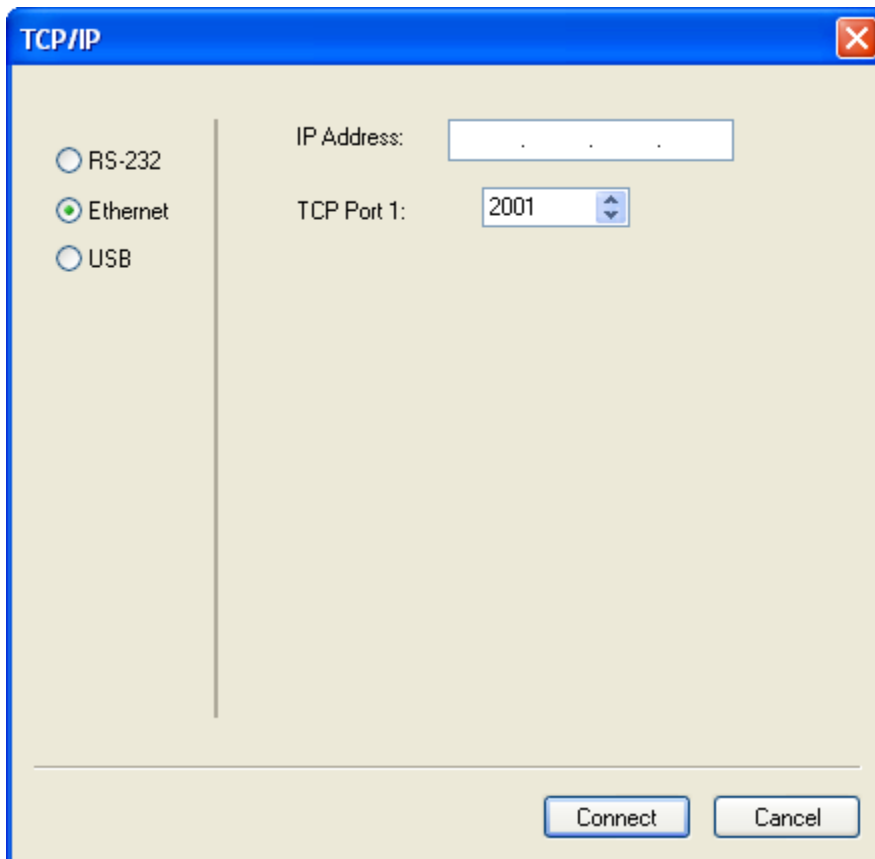 TCP/IP
RS-232
Ethernet
USB
IP Address: . . .
TCP Port 1: 2001
Connect Cancel